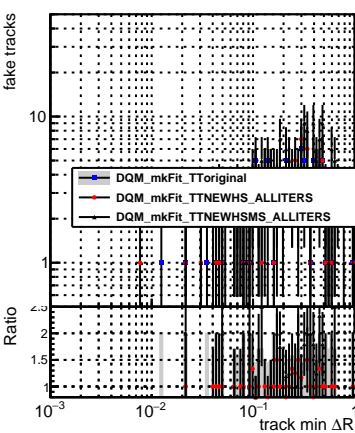 fake tracks
10
DQM_mkFit_TToriginal
DQM_mkFit_TTNEWHS_ALLITERS
DQM_mkFit_TTNEWHSMS_ALLITERS
1
Ratio
2.5
2
1.5
1
10−3 10−2 10−1 1
track min ΔR